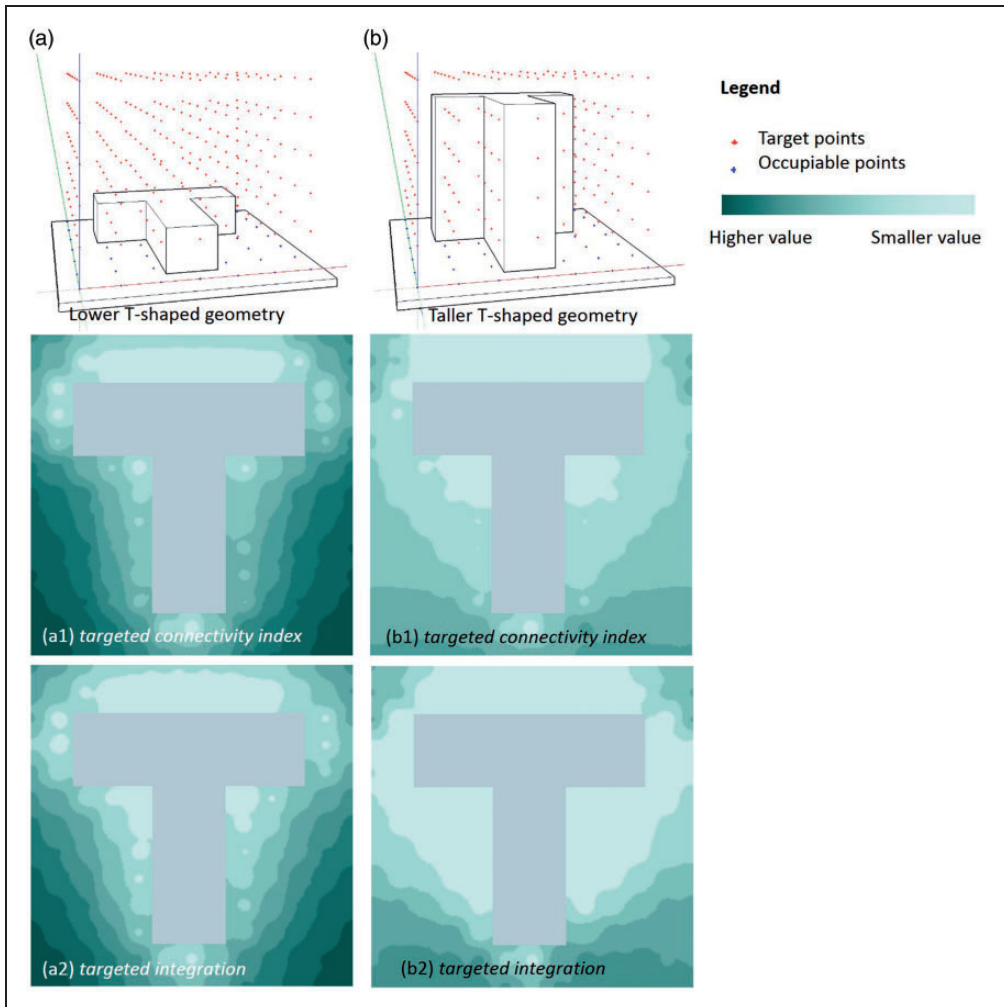 (a)
(b)
Legend
Target points
Occupiable points
Higher value Smaller value
Lower T-shaped geometry
Taller T-shaped geometry
(a1) targeted connectivity index
(b1) targeted connectivity index
(a2) targeted integration
(b2) targeted integration